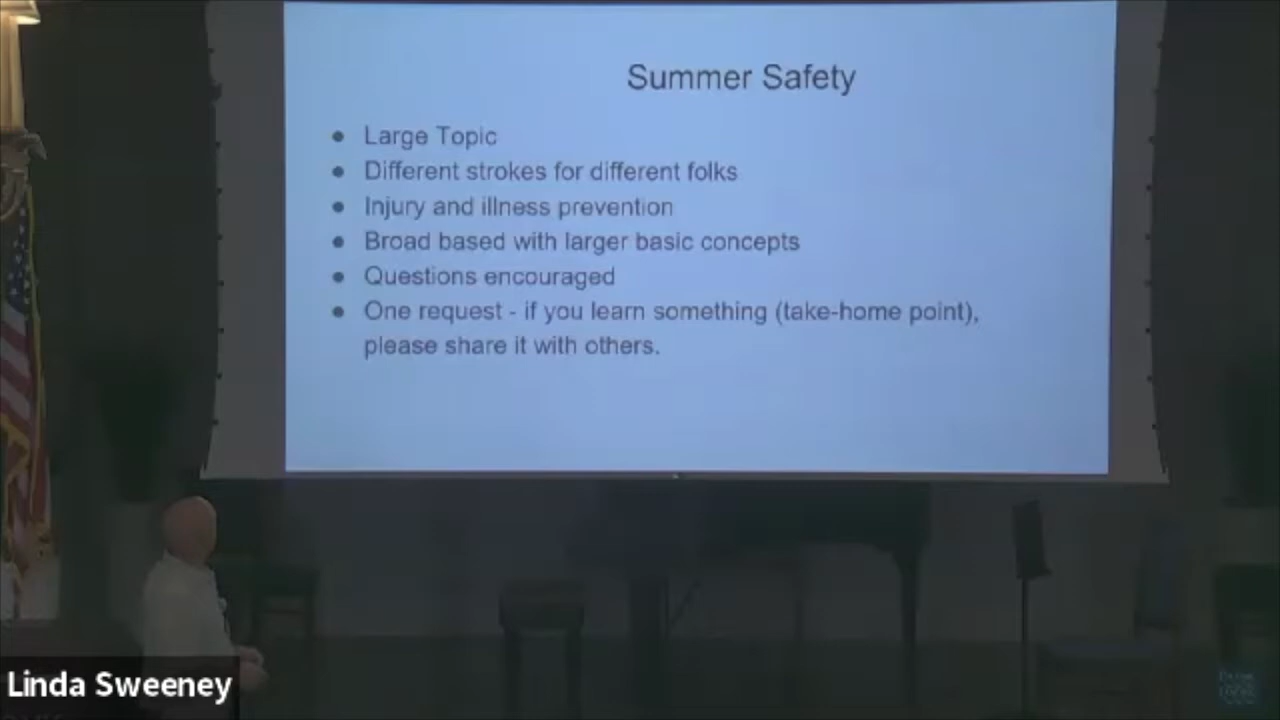 Summer Safety
● Large Topic
● Different strokes for different folks
● Injury and illness prevention
● Broad based with larger basic concepts
● Questions encouraged
● One request - if you learn something (take-home point),
please share it with others.
Linda Sweeney